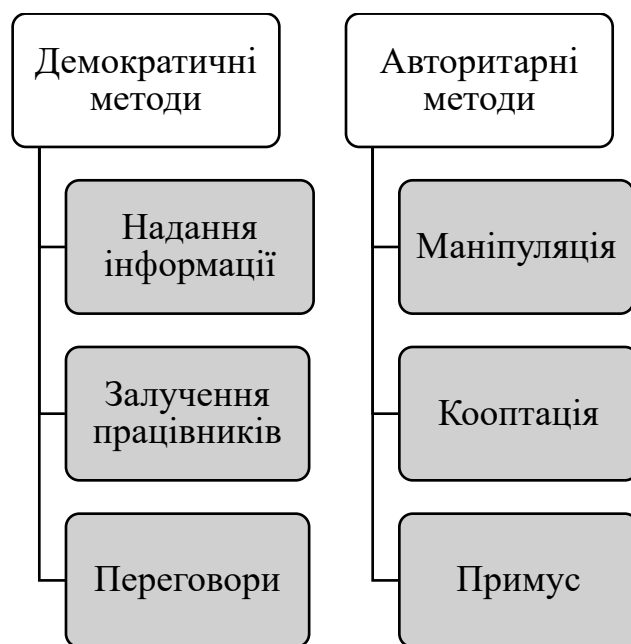 Демократичні
методи
Надання
інформації
Залучення
працівників
Переговори
Авторитарні
методи
Маніпуляція
Кооптація
Примус